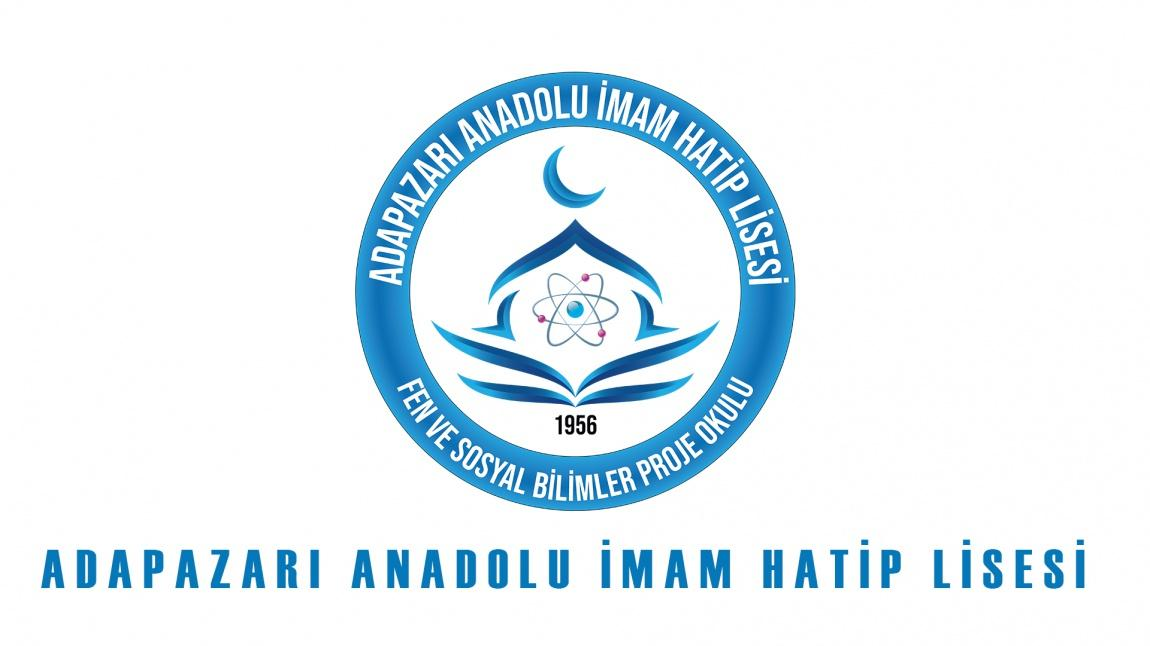 ADAPAZARI ANADOLU İMAM HATİP LİSESİ
1956
FEN VE SOSYAL BİLİMLER PROJE OKULU
ADAPAZARI ANADOLU İMAM HATİP LİSESİ